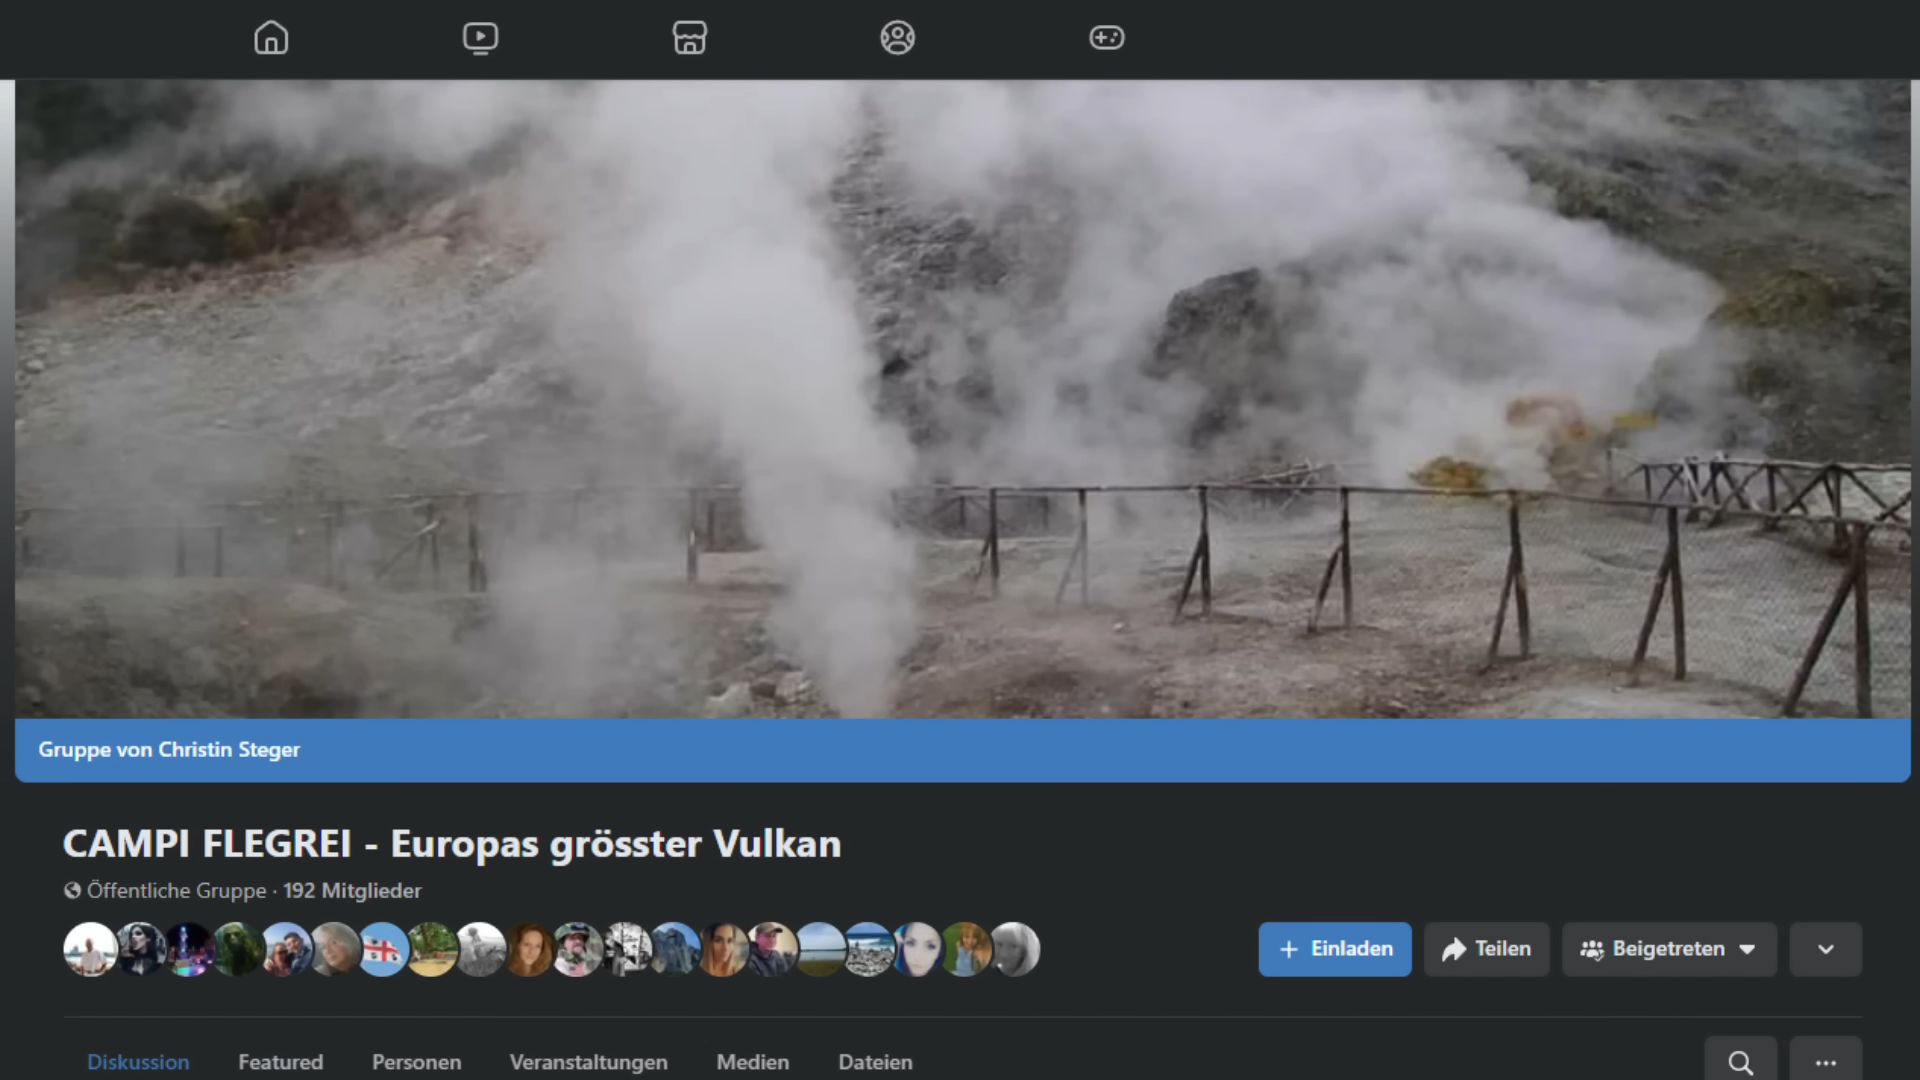 Gruppe von Christin Steger
CAMPI FLEGREI - Europas grösster Vulkan
Öffentliche Gruppe · 192 Mitglieder
+ Einladen
Teilen
Beigetreten
Diskussion
Featured
Personen
Veranstaltungen
Medien
Dateien